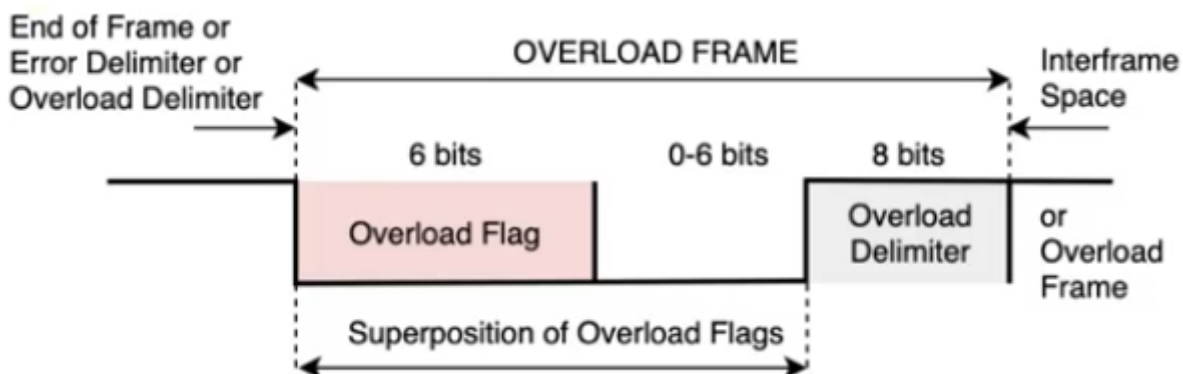 End of Frame or
Error Delimiter or
Overload Delimiter
OVERLOAD FRAME
Interframe
Space
6 bits
0-6 bits
8 bits
Overload Flag
Overload
Delimiter
or
Overload
Frame
Superposition of Overload Flags